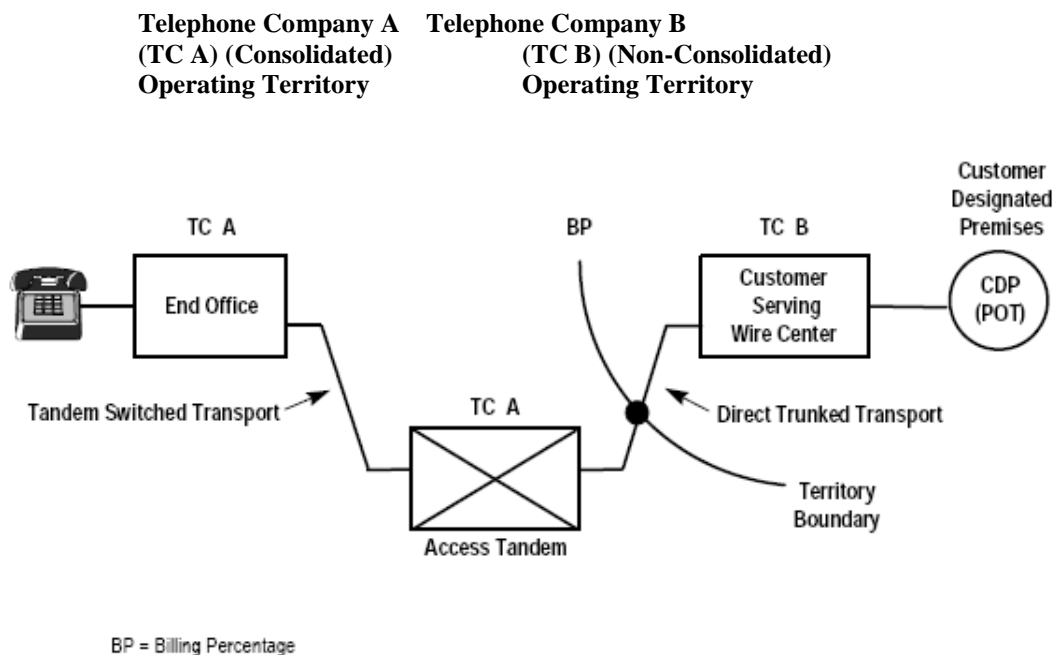 Telephone Company A Telephone Company B
(TC A) (Consolidated) (TC B) (Non-Consolidated)
Operating Territory Operating Territory
Customer
Designated
Premises
TC A
BP
TC B
End Office
Customer
Serving
Wire Center
CDP
(POT)
Tandem Switched Transport
TC A
Direct Trunked Transport
Access Tandem
Territory
Boundary
BP = Billing Percentage